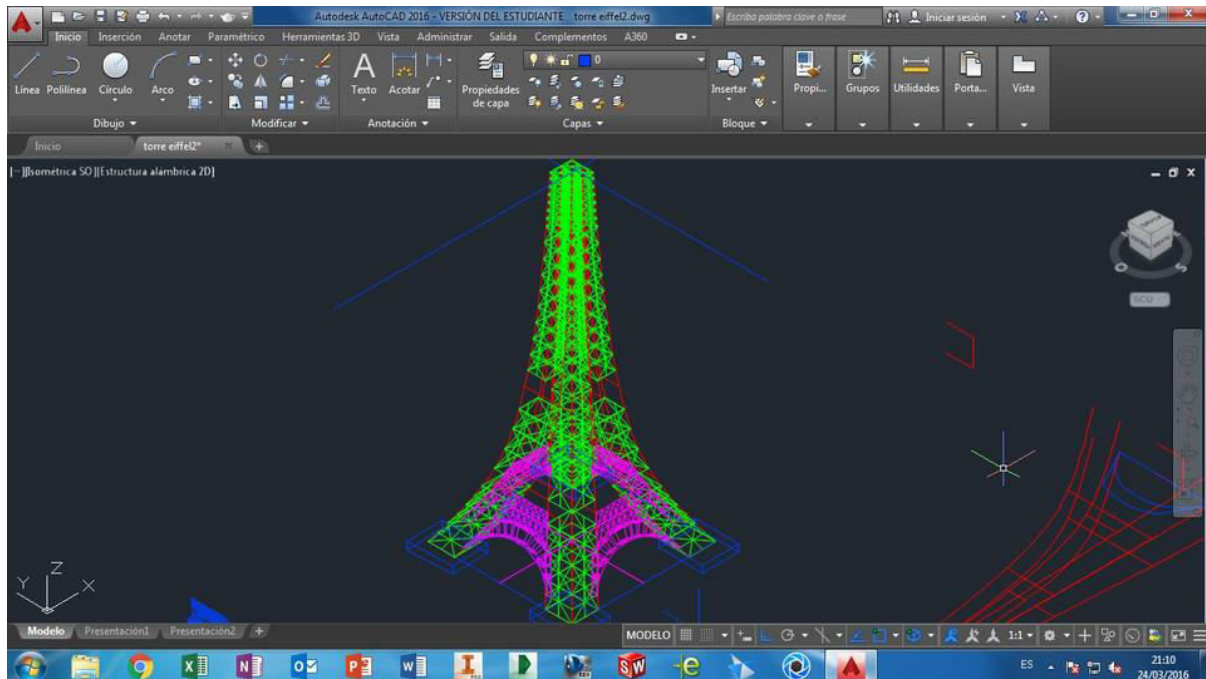 Autodesk AutoCAD 2016 - VERSIÓN DEL ESTUDIANTE torre eiffel2.dwg
Escriba palabra clave o frase
Iniciar sesión
Inicio Inserción Anotar Paramétrico Herramientas 3D Vista Administrar Salida Complementos A360
Línea Polilínea Círculo Arco
Texto Acotar
Propiedades de capa
0
Insertar
Propi... Grupos Utilidades Porta... Vista
Dibujo Modificar Anotación Capas Bloque
Inicio torre eiffel2*
[−][Isométrica SO][Estructura alámbrica 2D]
O S
SCU
Z
Y X
Modelo Presentación1 Presentación2 +
MODELO 1:1
ES 21:10
24/03/2016